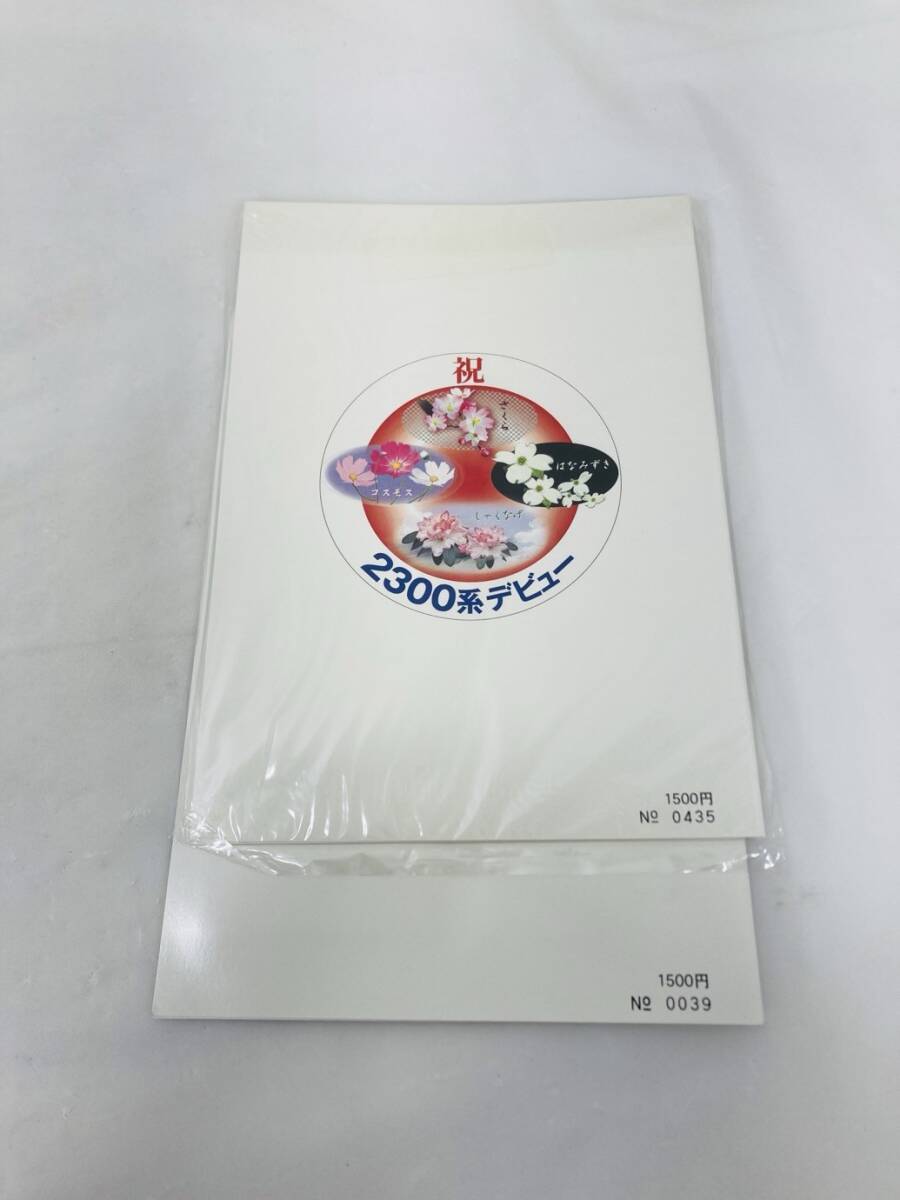 祝
さくら
コスモス
はなみずき
しゃくなげ
2300系デビュー
1500円
№ 0435
1500円
№ 0039